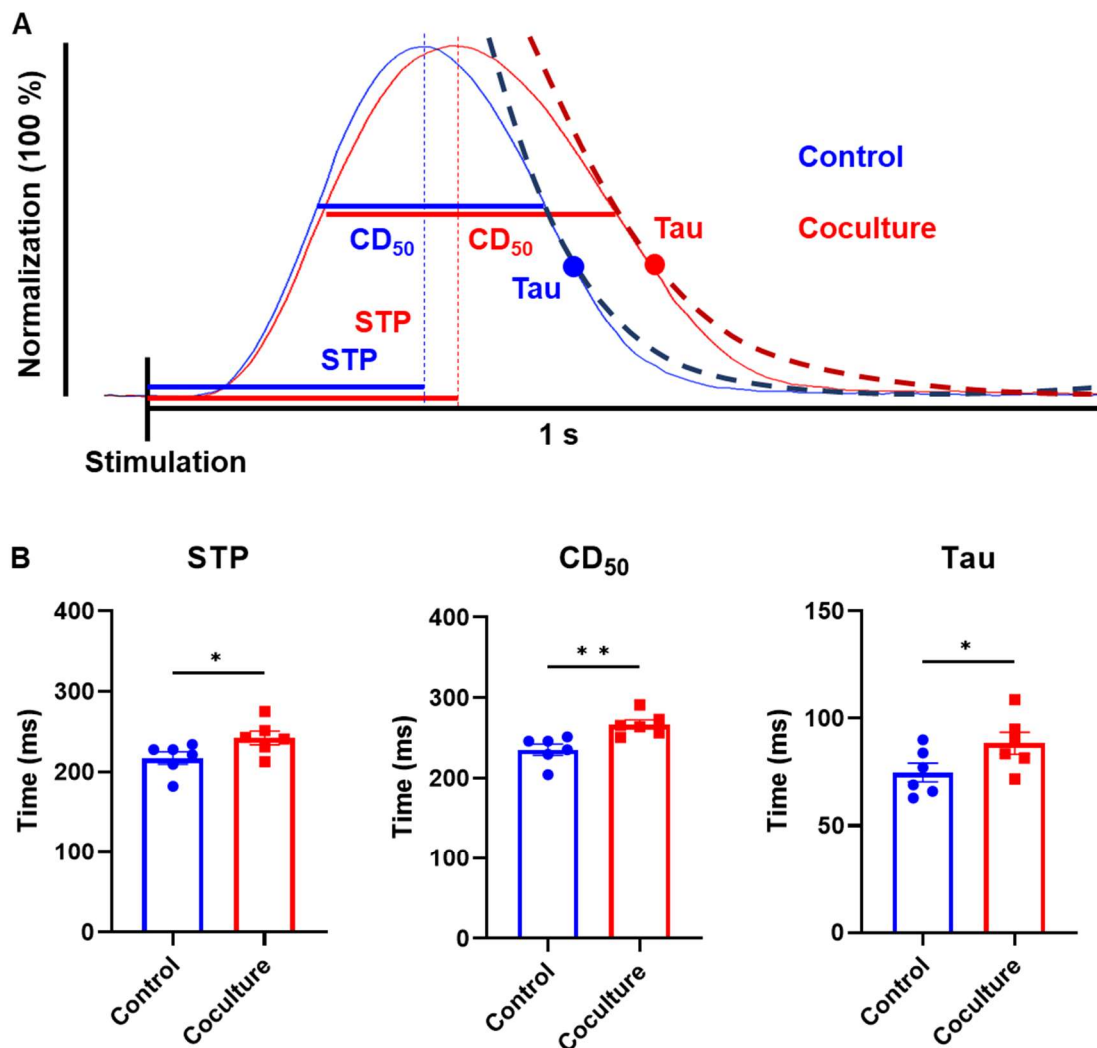 A
Normalization (100 %)
Control
Coculture
Tau
CD50
CD50
Tau
STP
STP
1 s
Stimulation
B
STP
CD50
Tau
400
300
200
100
0
Time (ms)
*
Control
Coculture
400
300
200
100
0
Time (ms)
* *
Control
Coculture
150
100
50
0
Time (ms)
*
Control
Coculture